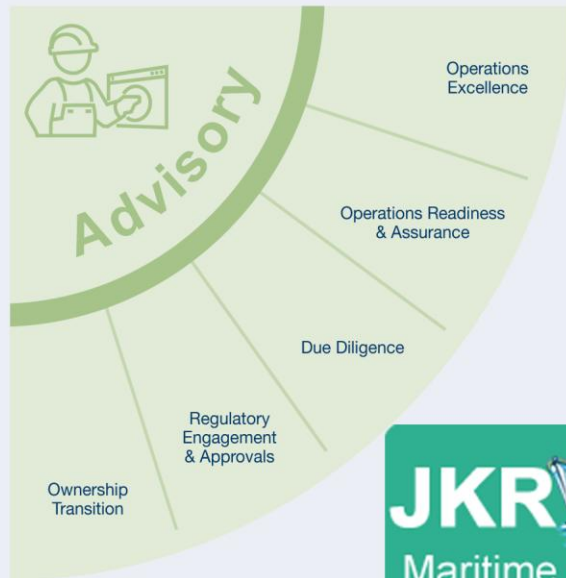 Advisory
Operations
Excellence
Operations Readiness
& Assurance
Due Diligence
Regulatory
Engagement
& Approvals
Ownership
Transition
JKR
Maritime